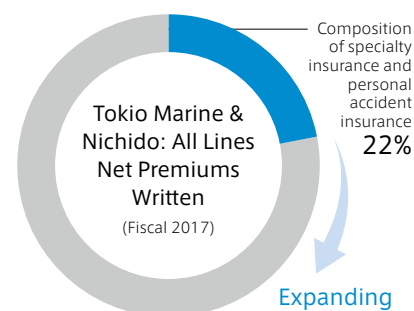 Composition
of specialty
insurance and
personal
accident
insurance
22%
Tokio Marine &
Nichido: All Lines
Net Premiums
Written
(Fiscal 2017)
Expanding